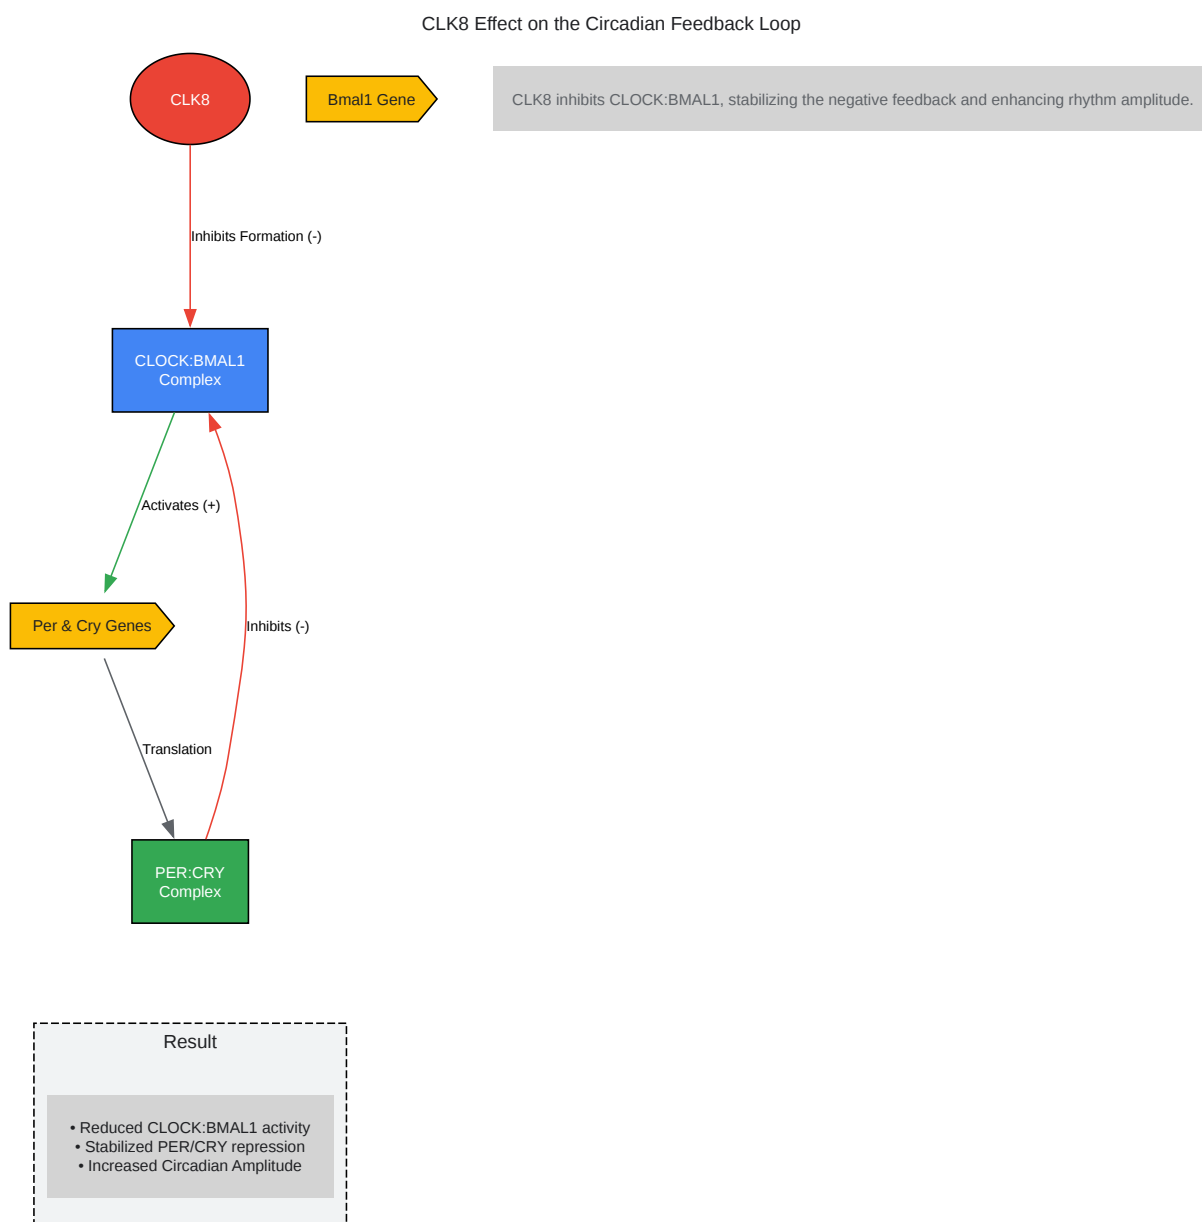 CLK8 Effect on the Circadian Feedback Loop
CLK8
Bmal1 Gene
CLK8 inhibits CLOCK:BMAL1, stabilizing the negative feedback and enhancing rhythm amplitude.
Inhibits Formation (-)
CLOCK:BMAL1
Complex
Activates (+)
Per & Cry Genes
Inhibits (-)
Translation
PER:CRY
Complex
Result
• Reduced CLOCK:BMAL1 activity
• Stabilized PER/CRY repression
• Increased Circadian Amplitude